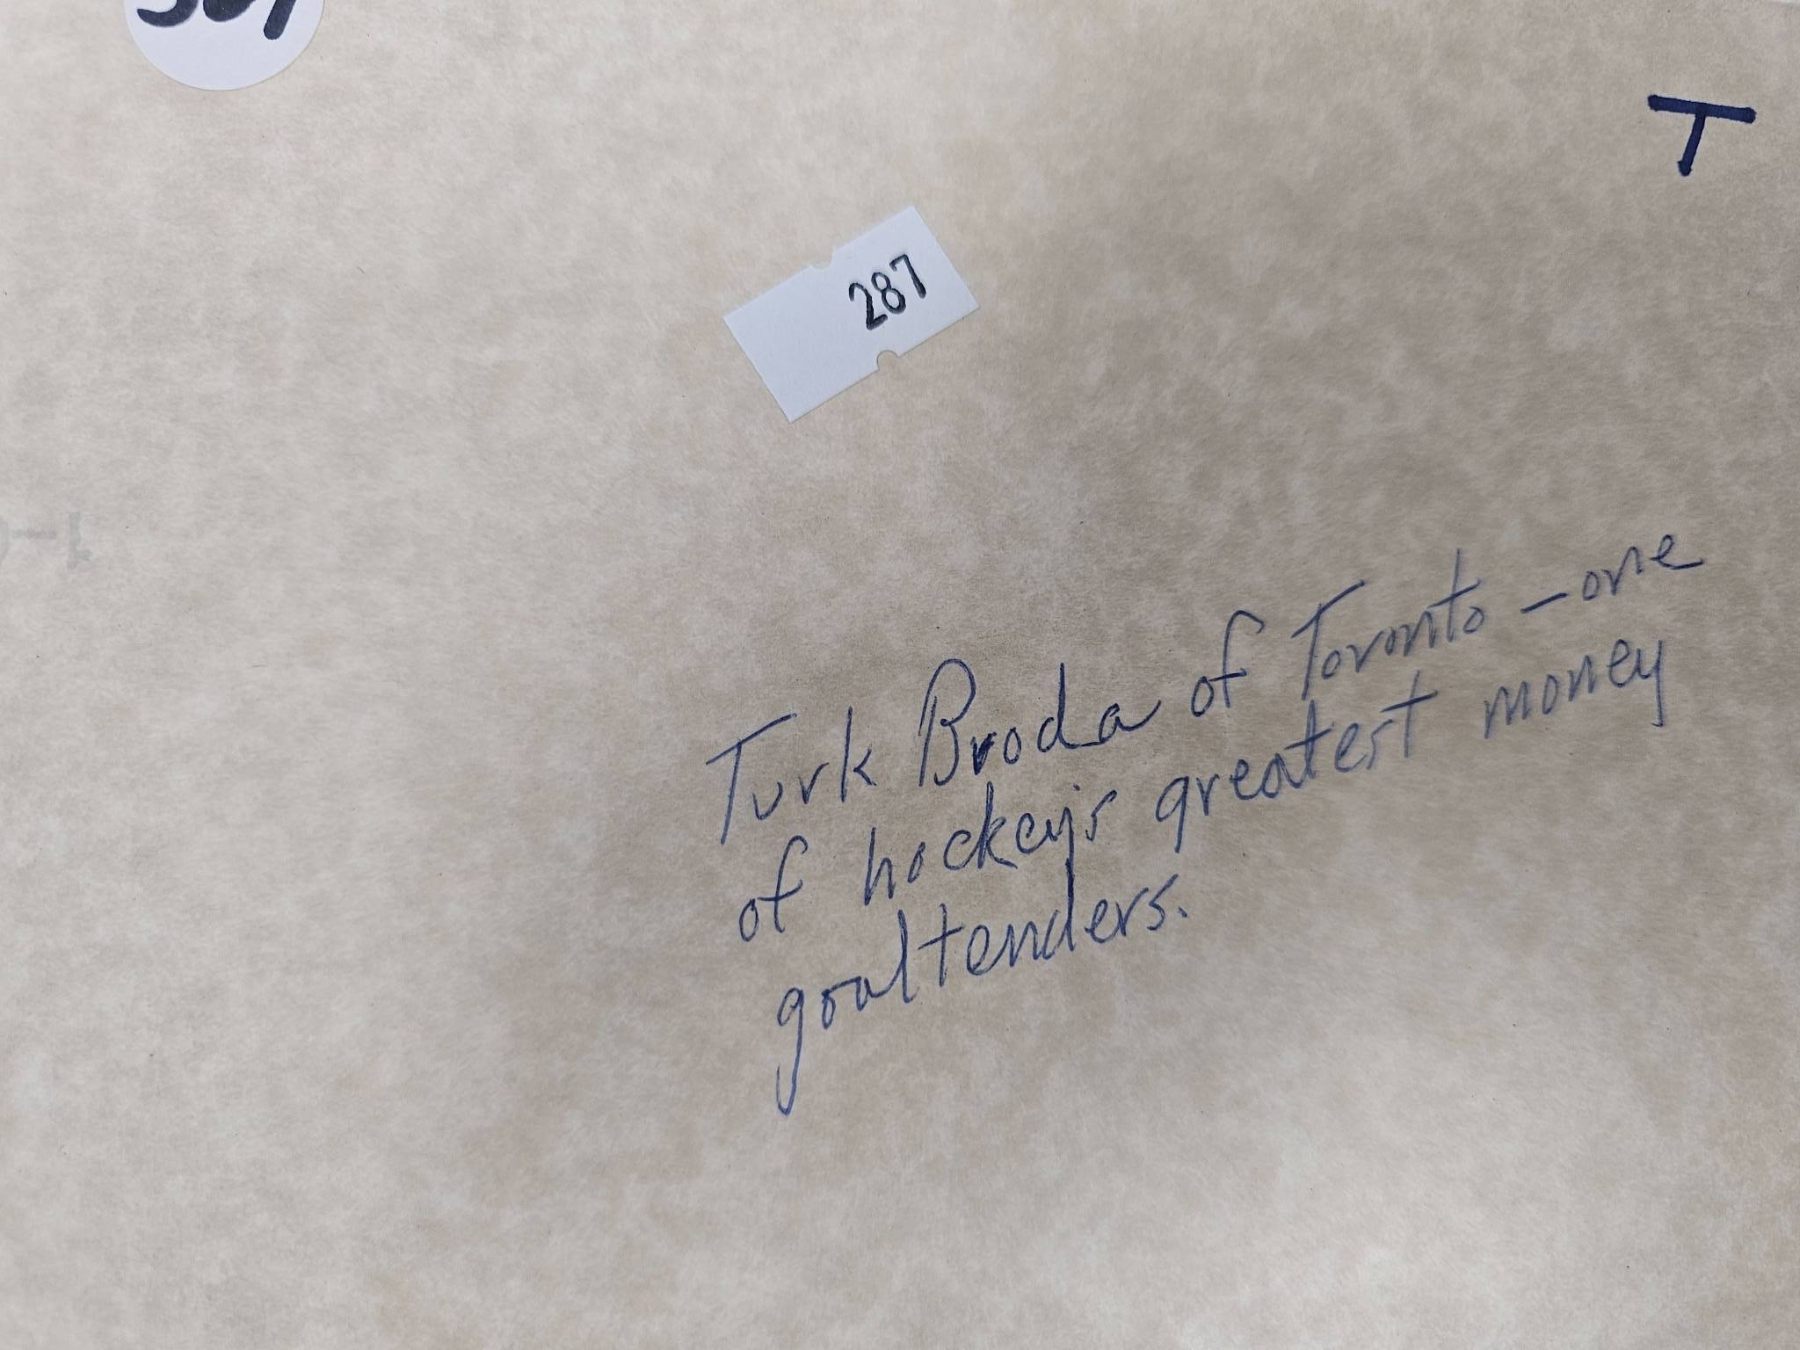 T
287
Turk Broda of Toronto - one
of hockey's greatest money
goaltenders.